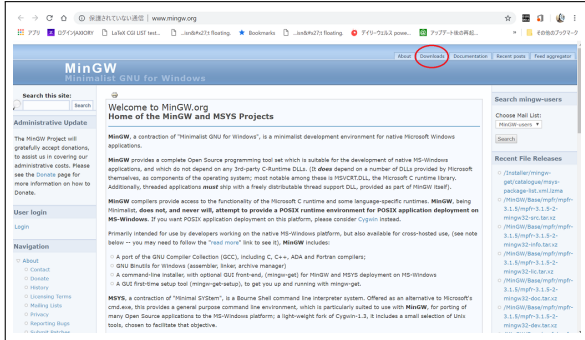 保護されていない通信 | www.mingw.org
アプリ ログイン|AXIORY LaTeX CGI LIST test... ...isn&#x27;t floating. Bookmarks ...isn&#x27;t floating. デイリーウェルス powe... アップデート後の再起... » その他のブックマーク
About Downloads Documentation Recent posts Feed aggregator
MinGW
Minimalist GNU for Windows
Search this site:
Search
Administrative Update
The MinGW Project will
gratefully accept donations,
to assist us in covering our
administrative costs. Please
see the Donate page for
more information on how to
Donate.
User login
Login
Navigation
About
Contact
Donate
History
Licensing Terms
Mailing Lists
Privacy
Reporting Bugs
Submit Patches
Welcome to MinGW.org
Home of the MinGW and MSYS Projects
MinGW, a contraction of "Minimalist GNU for Windows", is a minimalist development environment for native Microsoft Windows
applications.
MinGW provides a complete Open Source programming tool set which is suitable for the development of native MS-Windows
applications, and which do not depend on any 3rd-party C-Runtime DLLs. (It does depend on a number of DLLs provided by Microsoft
themselves, as components of the operating system; most notable among these is MSVCRT.DLL, the Microsoft C runtime library.
Additionally, threaded applications must ship with a freely distributable thread support DLL, provided as part of MinGW itself).
MinGW compilers provide access to the functionality of the Microsoft C runtime and some language-specific runtimes. MinGW, being
Minimalist, does not, and never will, attempt to provide a POSIX runtime environment for POSIX application deployment on
MS-Windows. If you want POSIX application deployment on this platform, please consider Cygwin instead.
Primarily intended for use by developers working on the native MS-Windows platform, but also available for cross-hosted use, (see note
below -- you may need to follow the "read more" link to see it), MinGW includes:
A port of the GNU Compiler Collection (GCC), including C, C++, ADA and Fortran compilers;
GNU Binutils for Windows (assembler, linker, archive manager)
A command-line installer, with optional GUI front-end, (mingw-get) for MinGW and MSYS deployment on MS-Windows
A GUI first-time setup tool (mingw-get-setup), to get you up and running with mingw-get.
MSYS, a contraction of "Minimal SYStem", is a Bourne Shell command line interpreter system. Offered as an alternative to Microsoft's
cmd.exe, this provides a general purpose command line environment, which is particularly suited to use with MinGW, for porting of
many Open Source applications to the MS-Windows platform; a light-weight fork of Cygwin-1.3, it includes a small selection of Unix
tools, chosen to facilitate that objective.
Search mingw-users
Choose Mail List:
MinGW-users
Search
Recent File Releases
/Installer/mingw-
get/catalogue/msys-
package-list.xml.lzma
/MinGW/Base/mpfr/mpfr-
3.1.5/mpfr-3.1.5-2-
mingw32-src.tar.xz
/MinGW/Base/mpfr/mpfr-
3.1.5/mpfr-3.1.5-2-
mingw32-info.tar.xz
/MinGW/Base/mpfr/mpfr-
3.1.5/mpfr-3.1.5-2-
mingw32-lic.tar.xz
/MinGW/Base/mpfr/mpfr-
3.1.5/mpfr-3.1.5-2-
mingw32-doc.tar.xz
/MinGW/Base/mpfr/mpfr-
3.1.5/mpfr-3.1.5-2-
mingw32-dev.tar.xz